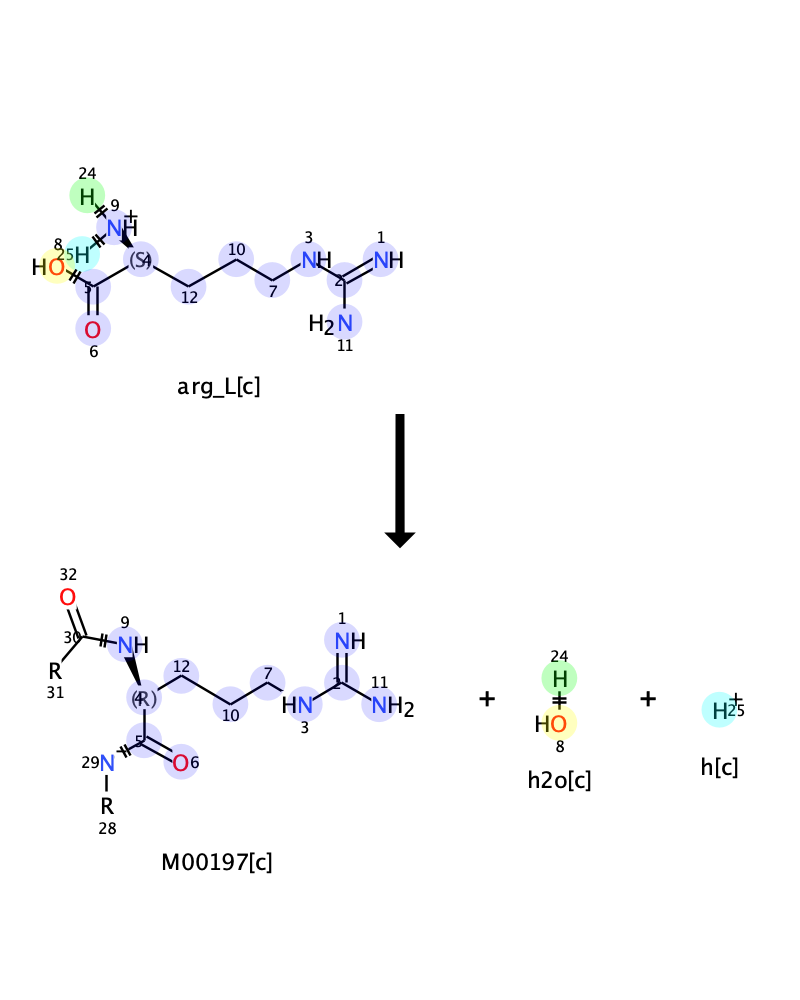 24
H
9
+
NH
8
25
H
HO
(S)
4
5
O
6
12
10
7
3
NH
2
1
NH
H2N
11
arg_L[c]
32
O
30
R
31
9
NH
(R)
4
5
29
N
O
6
R
28
12
10
7
HN
3
2
1
NH
11
NH2
M00197[c]
+
24
H
HO
8
h2o[c]
+
H
+
25
h[c]